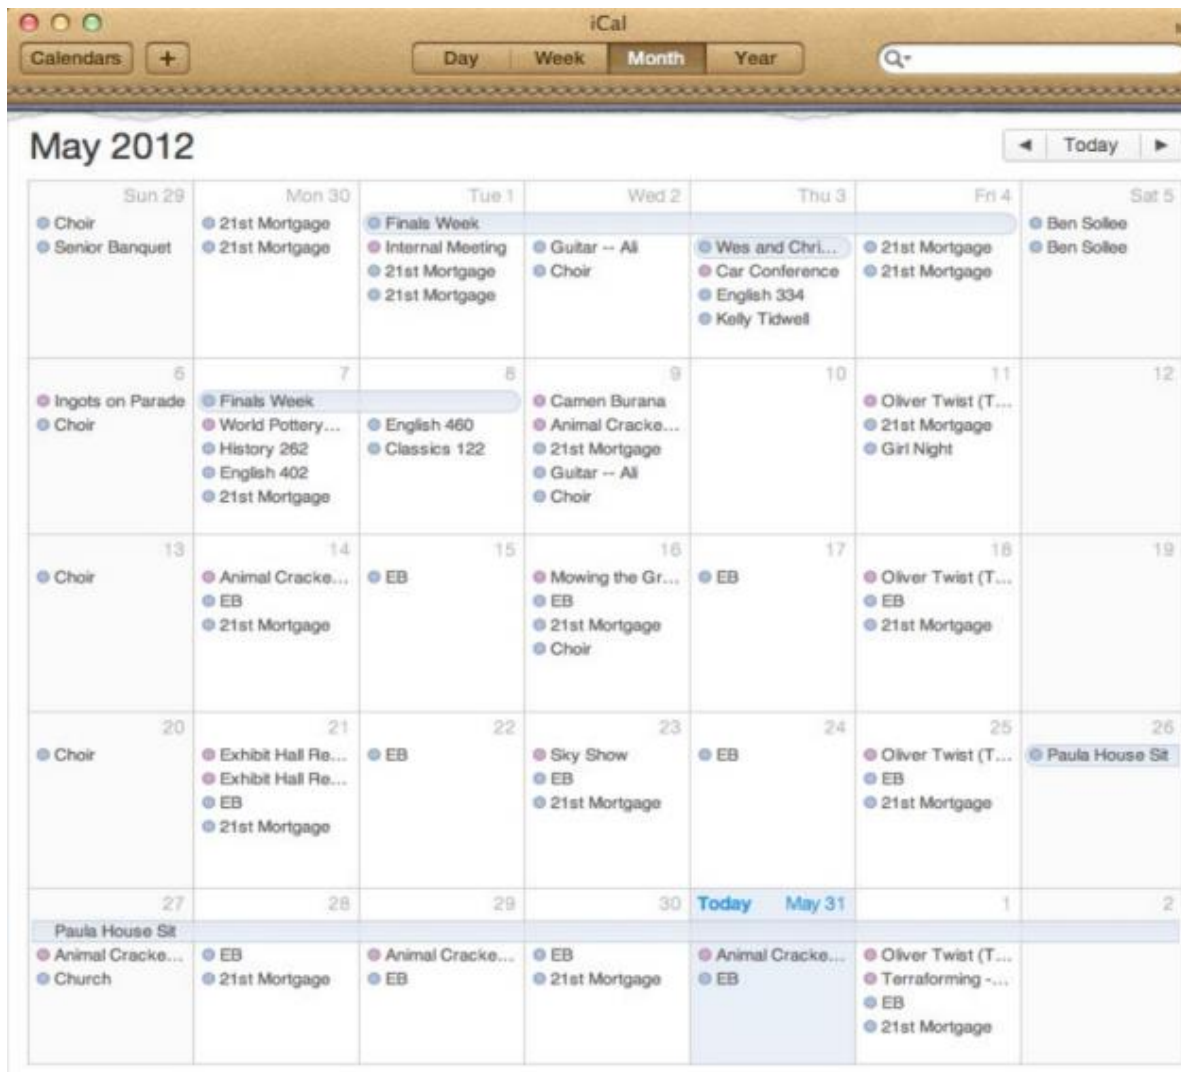 iCal
Calendars + Day Week Month Year
May 2012
Today
Sun 29 Mon 30 Tue 1 Wed 2 Thu 3 Fri 4 Sat 5
Choir 21st Mortgage Finals Week Ben Sollee
Senior Banquet 21st Mortgage Internal Meeting Guitar -- Ali Wes and Chri... 21st Mortgage Ben Sollee
21st Mortgage Choir Car Conference 21st Mortgage
21st Mortgage English 334
Kelly Tidwell
6 7 8 9 10 11 12
Ingots on Parade Finals Week Camen Burana Oliver Twist (T...
Choir World Pottery... English 460 Animal Cracke... 21st Mortgage
History 262 Classics 122 21st Mortgage Girl Night
English 402 Guitar -- Ali
21st Mortgage Choir
13 14 15 16 17 18 19
Choir Animal Cracke... EB Mowing the Gr... EB Oliver Twist (T...
EB EB EB
21st Mortgage 21st Mortgage 21st Mortgage
Choir
20 21 22 23 24 25 26
Choir Exhibit Hall Re... EB Sky Show EB Oliver Twist (T... Paula House Sit
Exhibit Hall Re... EB EB
EB 21st Mortgage 21st Mortgage
21st Mortgage
27 28 29 30 Today May 31 1 2
Paula House Sit
Animal Cracke... EB Animal Cracke... EB Animal Cracke... Oliver Twist (T...
Church 21st Mortgage EB 21st Mortgage EB Terraforming -...
EB
21st Mortgage